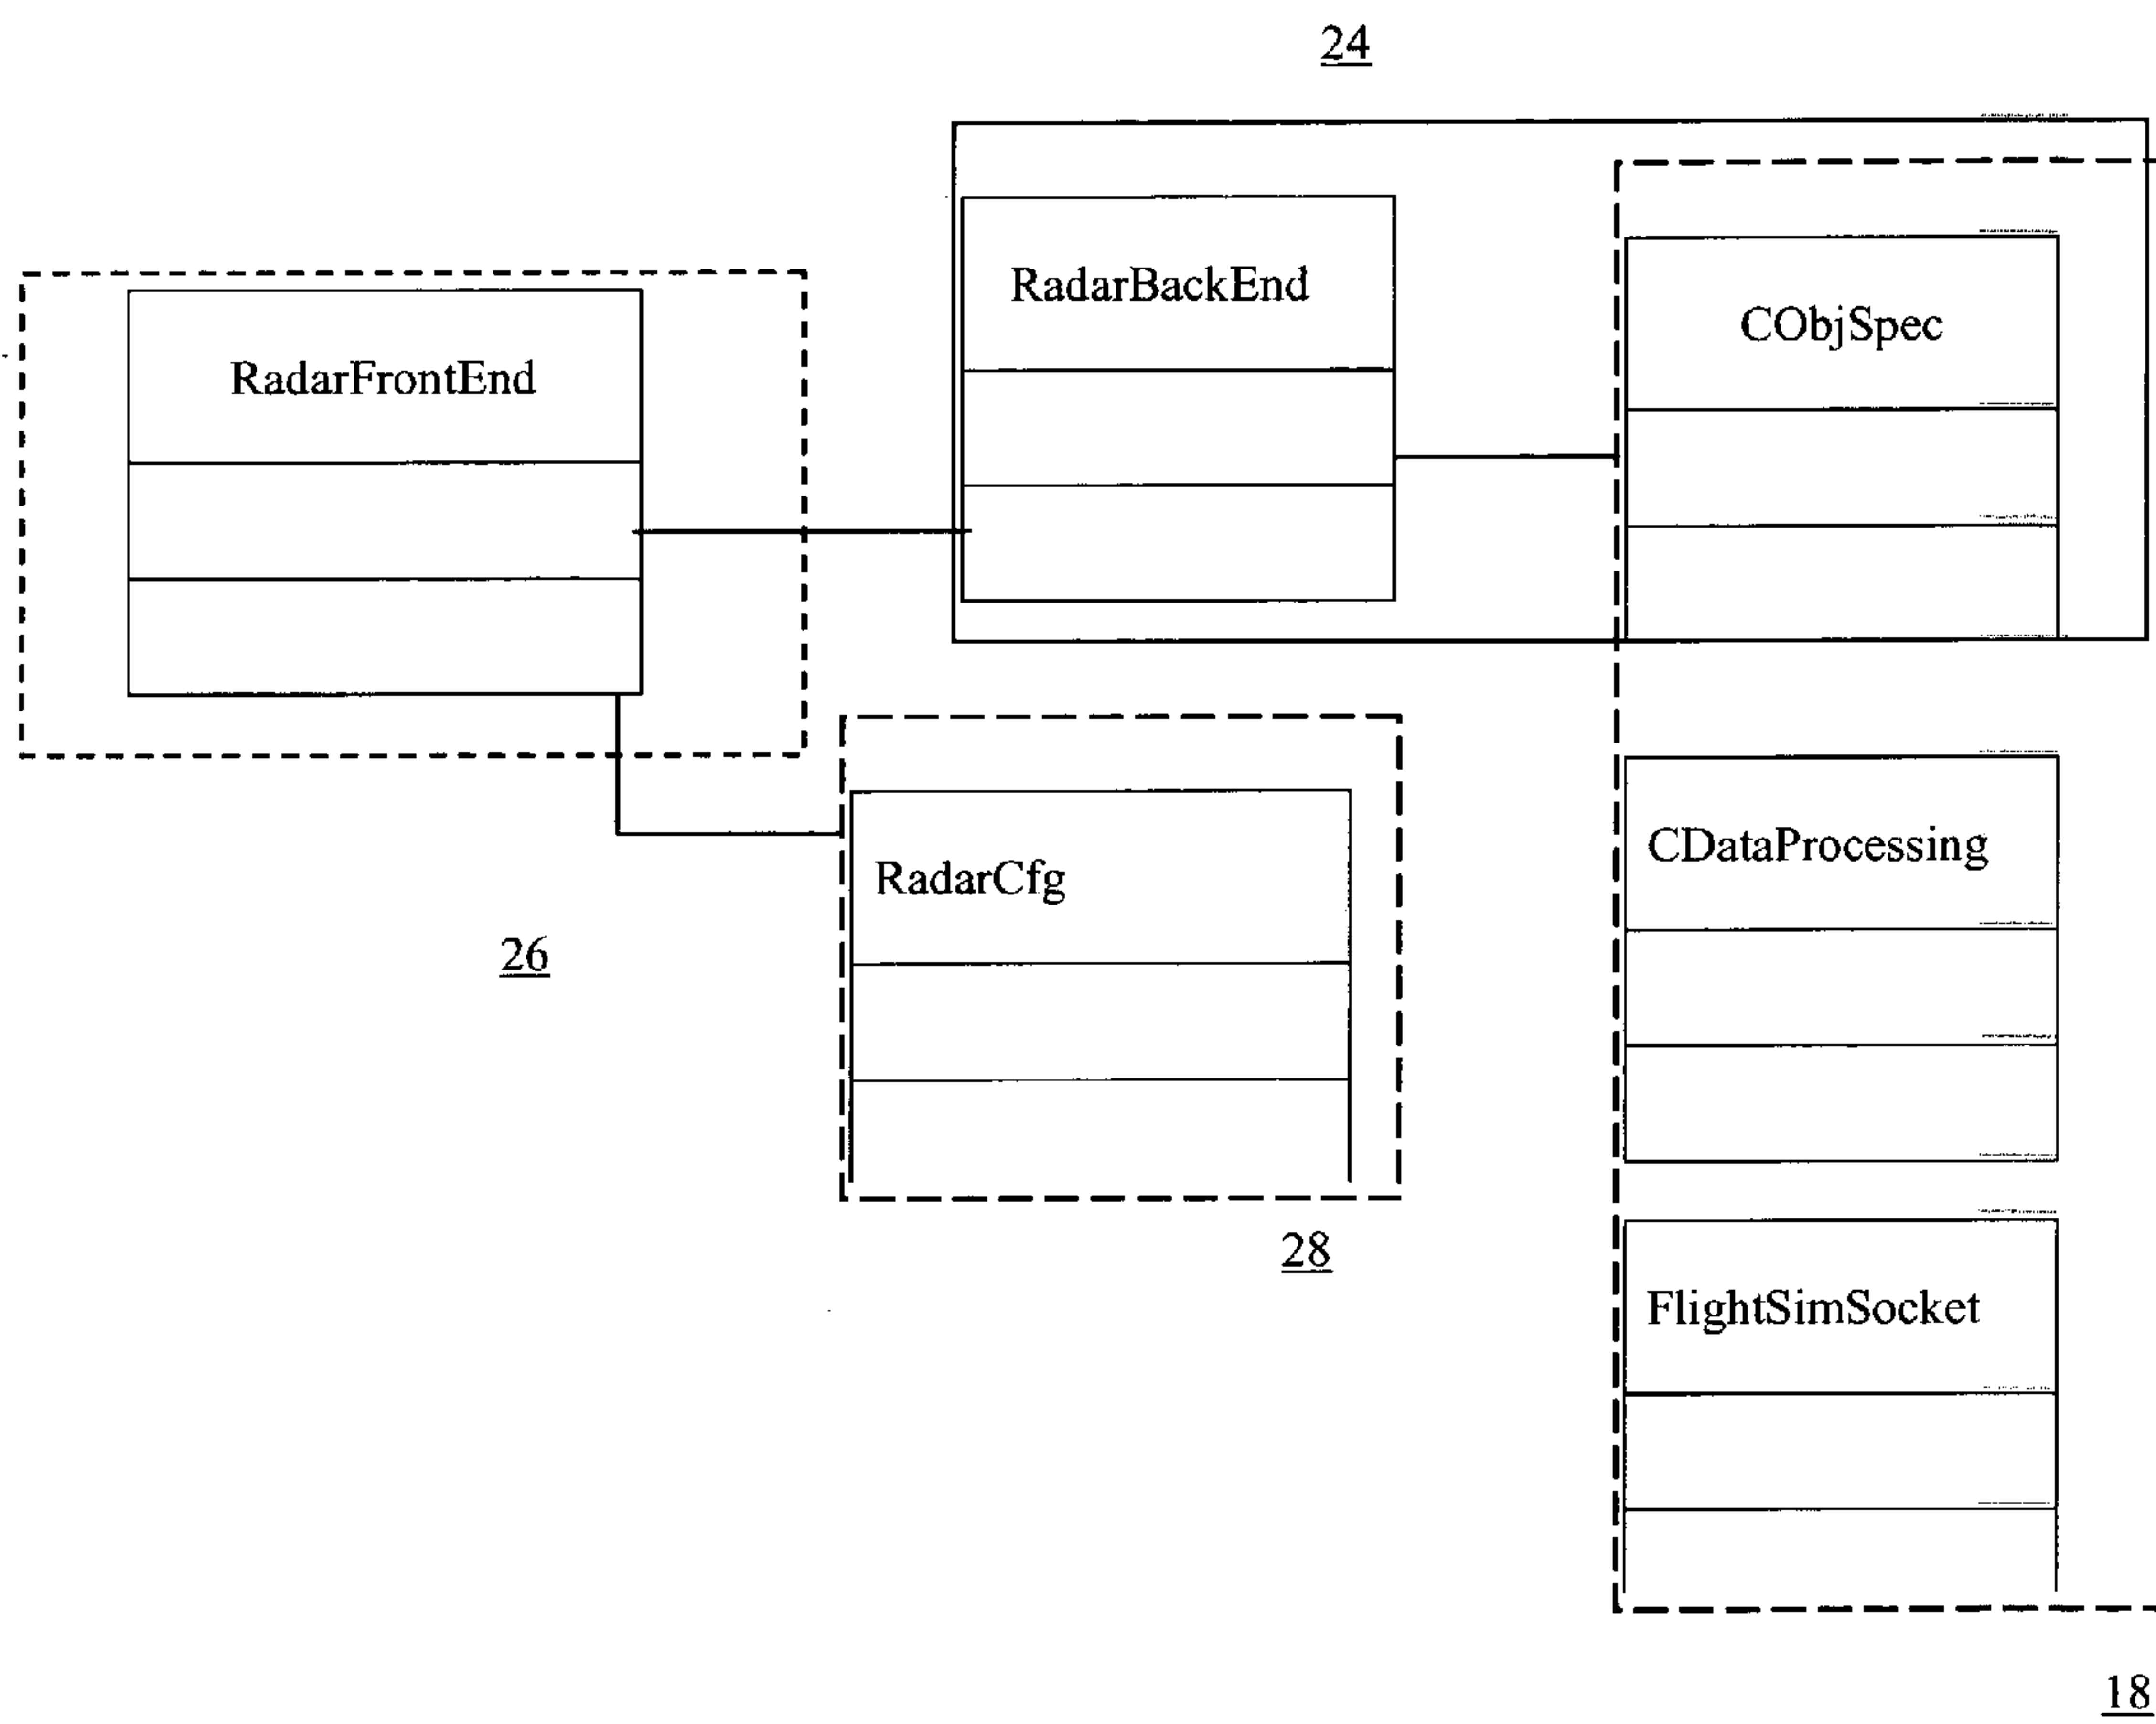 24
RadarBackEnd
CObjSpec
RadarFrontEnd
CDataProcessing
RadarCfg
26
28
FlightSimSocket
18